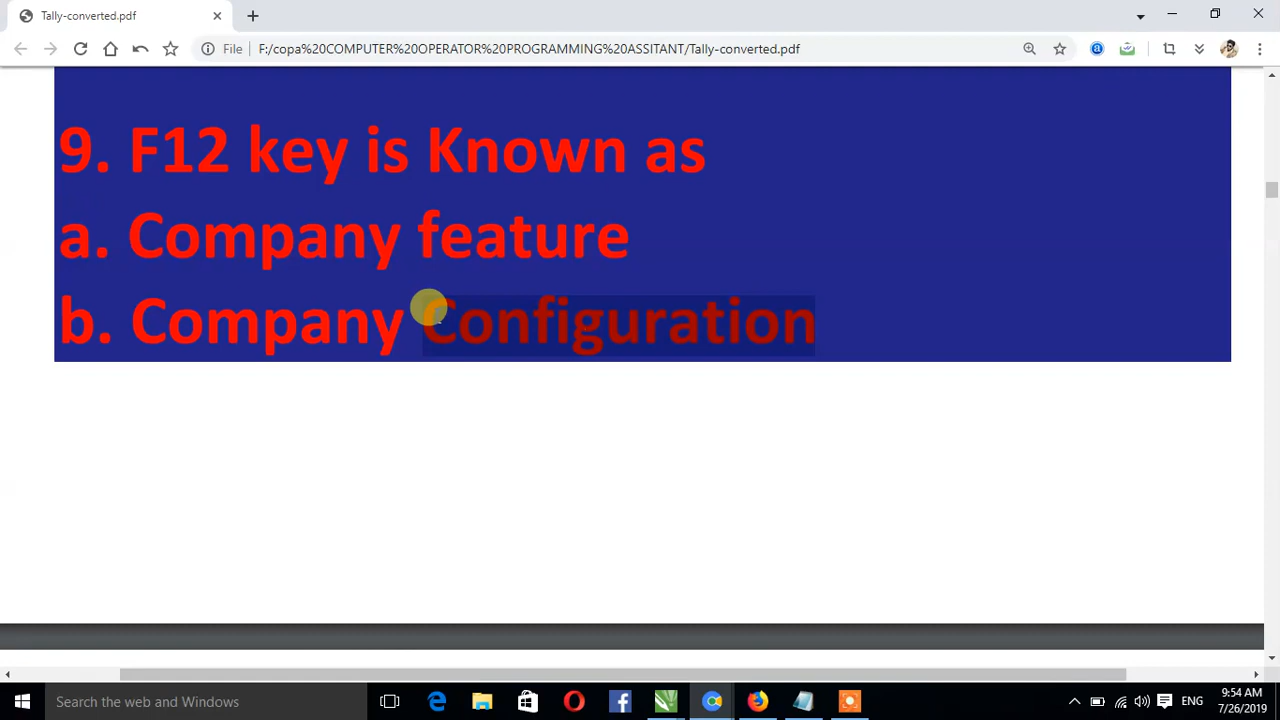 Tally-converted.pdf
File F:/copa%20COMPUTER%20OPERATOR%20PROGRAMMING%20ASSITANT/Tally-converted.pdf
9. F12 key is Known as
a. Company feature
b. Company Configuration
Search the web and Windows
ENG
9:54 AM
7/26/2019